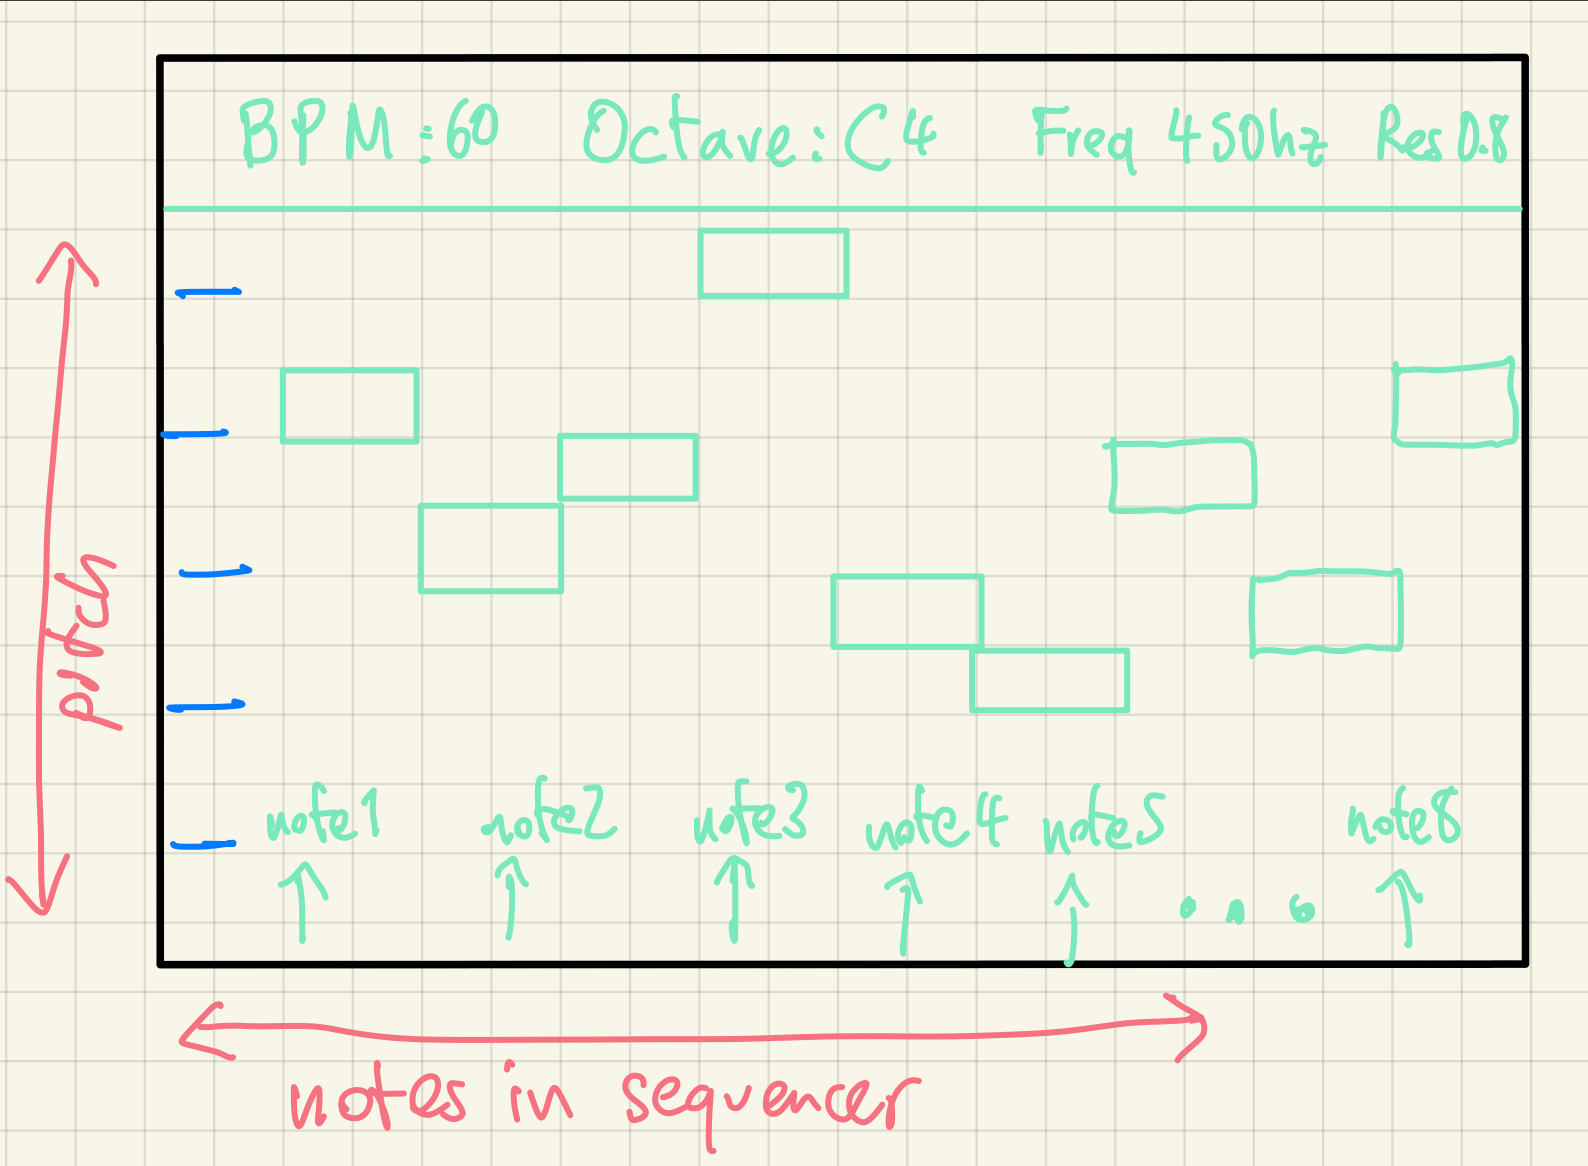 BPM:60 Octave: C4 Freq 450hz Res 0.8
pitch
note1 note2 note3 note4 note5 note8
notes in sequencer